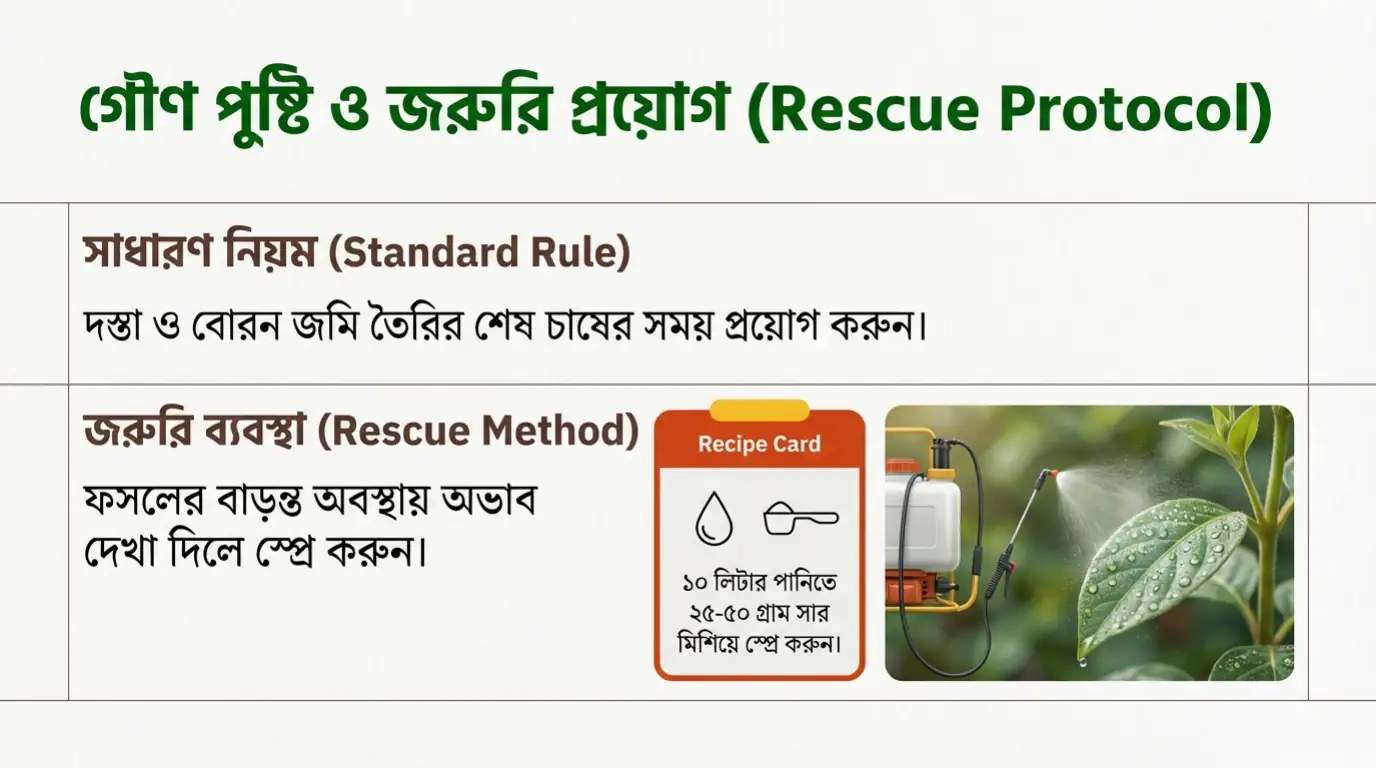 গৌণ পুষ্টি ও জরুরি প্রয়োগ (Rescue Protocol)
সাধারণ নিয়ম (Standard Rule)
দস্তা ও বোরন জমি তৈরির শেষ চাষের সময় প্রয়োগ করুন।
জরুরি ব্যবস্থা (Rescue Method)
ফসলের বাড়ন্ত অবস্থায় অভাব
দেখা দিলে স্প্রে করুন।
Recipe Card
১০ লিটার পানিতে
২৫-৫০ গ্রাম সার
মিশিয়ে স্প্রে করুন।